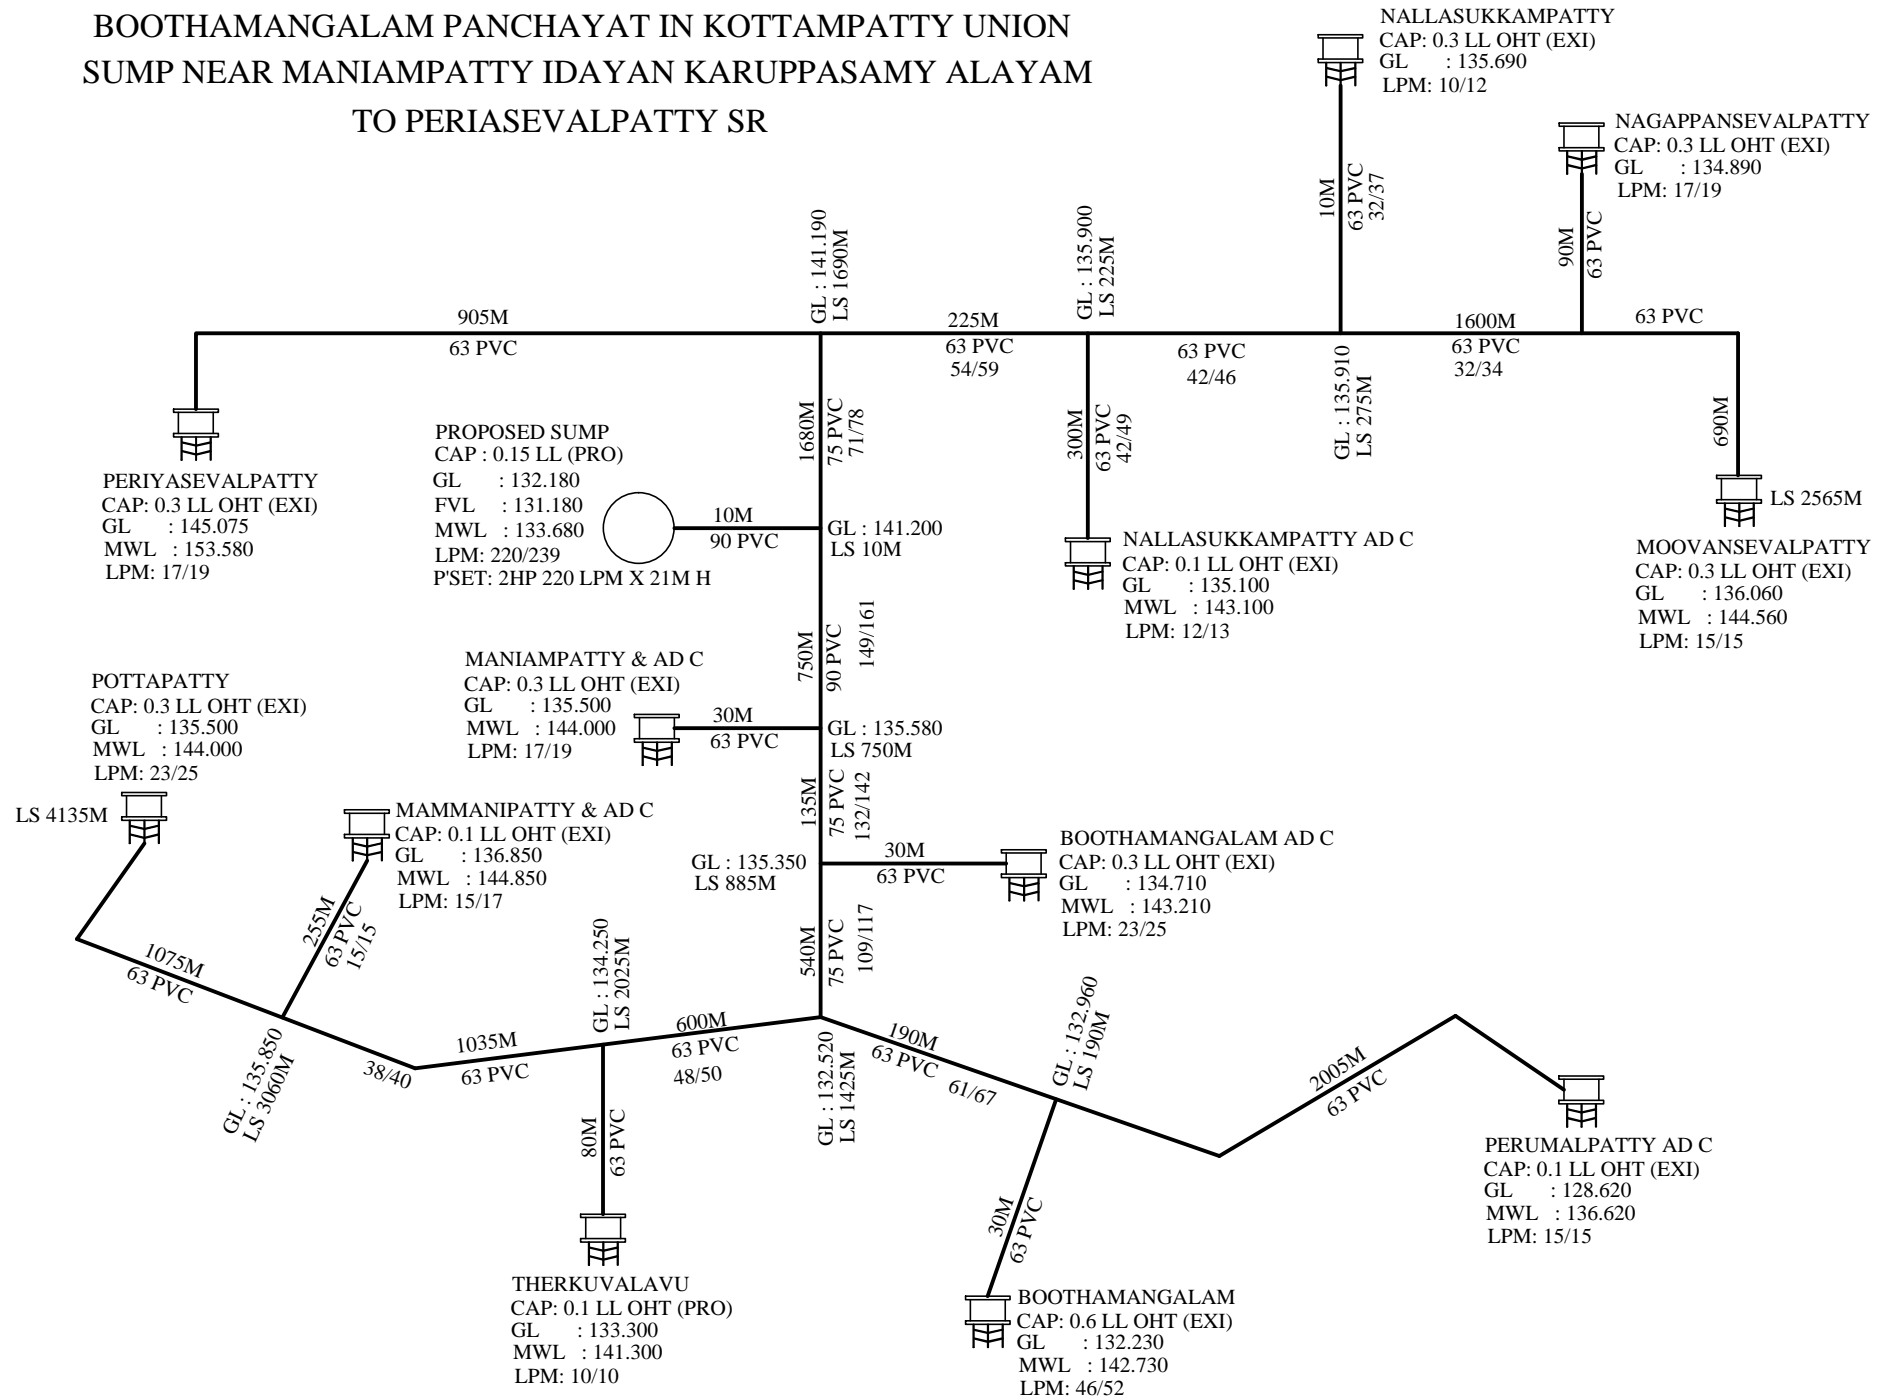 BOOTHAMANGALAM PANCHAYAT IN KOTTAMPATTY UNION
SUMP NEAR MANIAMPATTY IDAYAN KARUPPASAMY ALAYAM
TO PERIASEVALPATTY SR
NALLASUKKAMPATTY
CAP: 0.3 LL OHT (EXI)
GL : 135.690
LPM: 10/12
NAGAPPANSEVALPATTY
CAP: 0.3 LL OHT (EXI)
GL : 134.890
LPM: 17/19
10M
63 PVC
32/37
90M
63 PVC
GL : 141.190
LS 1690M
GL : 135.900
LS 225M
905M
63 PVC
225M
63 PVC
54/59
63 PVC
42/46
1600M
63 PVC
32/34
63 PVC
GL : 135.910
LS 275M
690M
LS 2565M
MOOVANSEVALPATTY
CAP: 0.3 LL OHT (EXI)
GL : 136.060
MWL : 144.560
LPM: 15/15
PERIYASEVALPATTY
CAP: 0.3 LL OHT (EXI)
GL : 145.075
MWL : 153.580
LPM: 17/19
PROPOSED SUMP
CAP : 0.15 LL (PRO)
GL : 132.180
FVL : 131.180
MWL : 133.680
LPM: 220/239
P'SET: 2HP 220 LPM X 21M H
1680M
75 PVC
71/78
10M
90 PVC
GL : 141.200
LS 10M
300M
63 PVC
42/49
NALLASUKKAMPATTY AD C
CAP: 0.1 LL OHT (EXI)
GL : 135.100
MWL : 143.100
LPM: 12/13
750M
90 PVC
149/161
MANIAMPATTY & AD C
CAP: 0.3 LL OHT (EXI)
GL : 135.500
MWL : 144.000
LPM: 17/19
30M
63 PVC
GL : 135.580
LS 750M
POTTAPATTY
CAP: 0.3 LL OHT (EXI)
GL : 135.500
MWL : 144.000
LPM: 23/25
LS 4135M
MAMMANIPATTY & AD C
CAP: 0.1 LL OHT (EXI)
GL : 136.850
MWL : 144.850
LPM: 15/17
135M
75 PVC
132/142
GL : 135.350
LS 885M
30M
63 PVC
BOOTHAMANGALAM AD C
CAP: 0.3 LL OHT (EXI)
GL : 134.710
MWL : 143.210
LPM: 23/25
255M
63 PVC
15/15
1075M
63 PVC
GL : 134.250
LS 2025M
540M
75 PVC
109/117
GL : 135.850
LS 3060M
38/40
1035M
63 PVC
600M
63 PVC
48/50
190M
63 PVC
61/67
GL : 132.520
LS 1425M
GL : 132.960
LS 190M
2005M
63 PVC
80M
63 PVC
30M
63 PVC
PERUMALPATTY AD C
CAP: 0.1 LL OHT (EXI)
GL : 128.620
MWL : 136.620
LPM: 15/15
THERKUVALAVU
CAP: 0.1 LL OHT (PRO)
GL : 133.300
MWL : 141.300
LPM: 10/10
BOOTHAMANGALAM
CAP: 0.6 LL OHT (EXI)
GL : 132.230
MWL : 142.730
LPM: 46/52